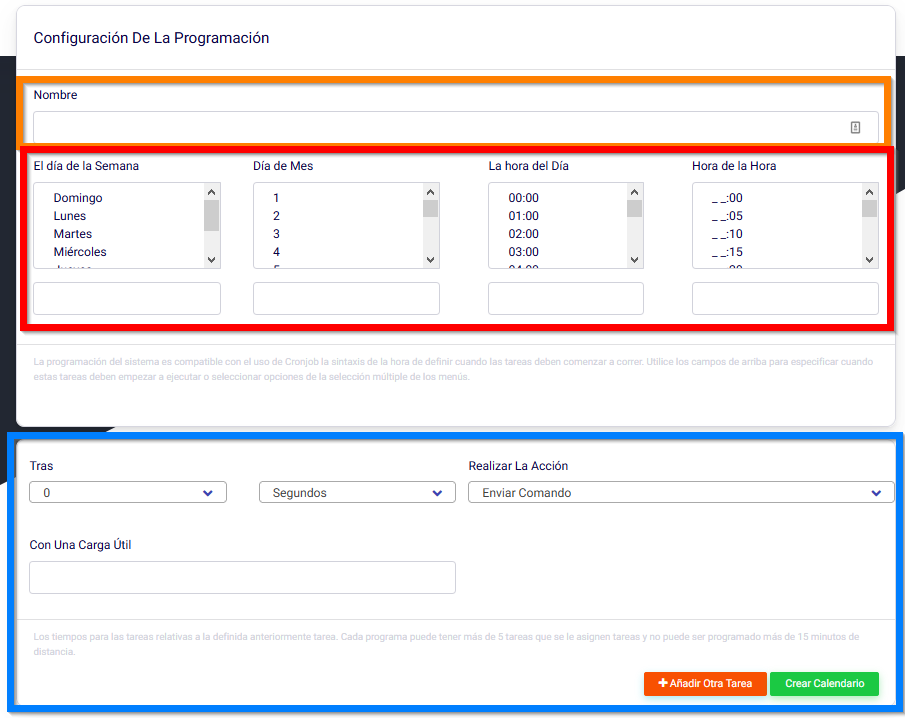 Configuración De La Programación
Nombre
El día de la Semana
Día de Mes
La hora del Día
Hora de la Hora
Domingo
Lunes
Martes
Miércoles
Jueves
1
2
3
4
5
00:00
01:00
02:00
03:00
04:00
_ _:00
_ _:05
_ _:10
_ _:15
_ _:20
La programación del sistema es compatible con el uso de Cronjob la sintaxis de la hora de definir cuando las tareas deben comenzar a correr. Utilice los campos de arriba para especificar cuando
estas tareas deben empezar a ejecutar o seleccionar opciones de la selección múltiple de los menús.
Tras
Realizar La Acción
0
Segundos
Enviar Comando
Con Una Carga Útil
Los tiempos para las tareas relativas a la definida anteriormente tarea. Cada programa puede tener más de 5 tareas que se le asignen tareas y no puede ser programado más de 15 minutos de
distancia.
+ Añadir Otra Tarea
Crear Calendario